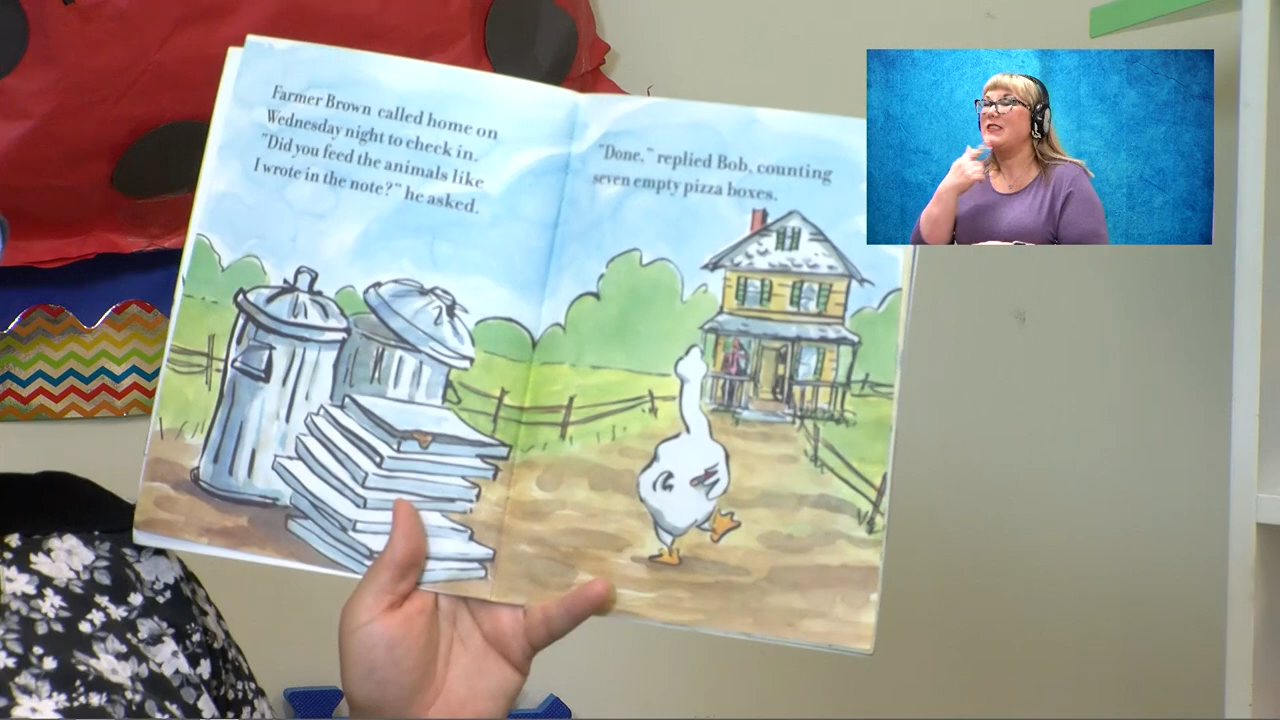 Farmer Brown called home on
Wednesday night to check in.
"Did you feed the animals like
I wrote in the note?" he asked.
"Done," replied Bob, counting
seven empty pizza boxes.